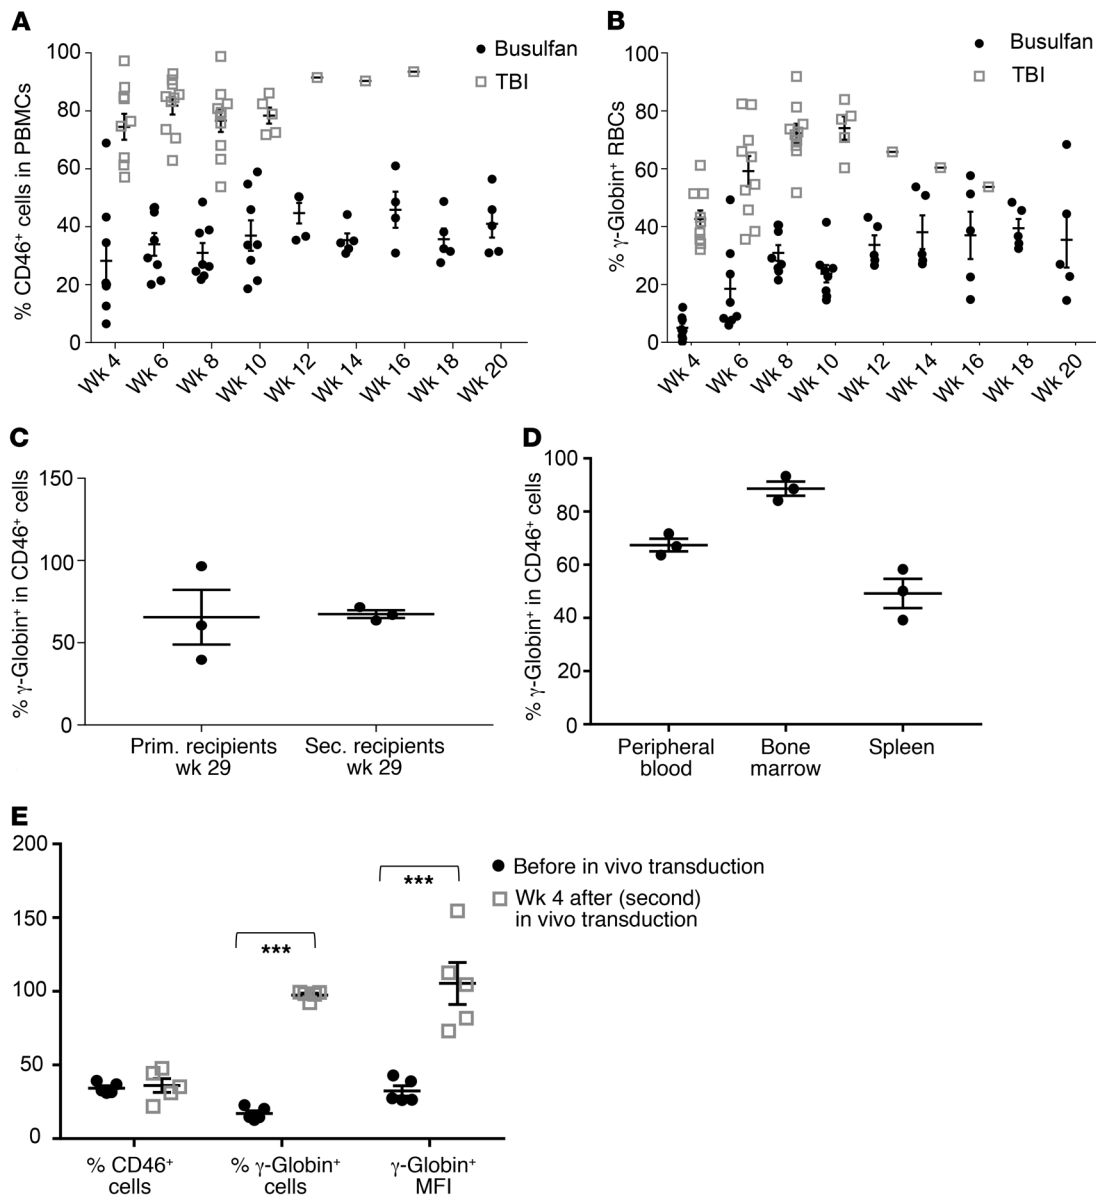 A
% CD46⁺ cells in PBMCs
100
80
60
40
20
0
Busulfan
TBI
Wk 4
Wk 6
Wk 8
Wk 10
Wk 12
Wk 14
Wk 16
Wk 18
Wk 20
B
% γ-Globin⁺ RBCs
100
80
60
40
20
0
Busulfan
TBI
Wk 4
Wk 6
Wk 8
Wk 10
Wk 12
Wk 14
Wk 16
Wk 18
Wk 20
C
% γ-Globin⁺ in CD46⁺ cells
150
100
50
0
Prim. recipients
wk 29
Sec. recipients
wk 29
D
% γ-Globin⁺ in CD46⁺ cells
100
80
60
40
20
0
Peripheral
blood
Bone
marrow
Spleen
E
200
150
100
50
0
***
***
Before in vivo transduction
Wk 4 after (second)
in vivo transduction
% CD46⁺
cells
% γ-Globin⁺
cells
γ-Globin⁺
MFI